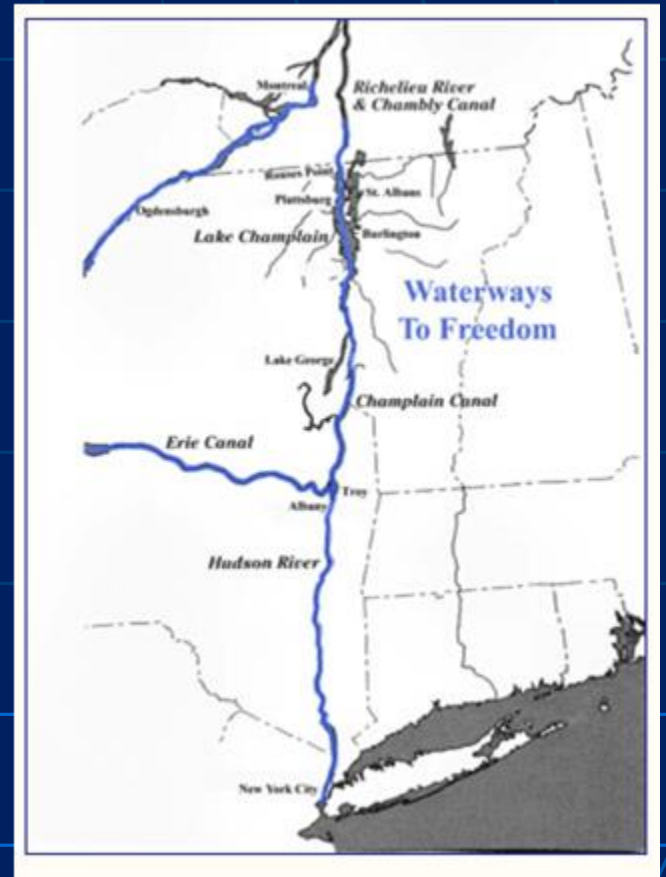 Montreal
Richelieu River
& Chambly Canal
Rouses Point
Plattsburg
St. Albans
Ogdensburgh
Lake Champlain
Burlington
Waterways
To Freedom
Lake George
Champlain Canal
Erie Canal
Troy
Albany
Hudson River
New York City